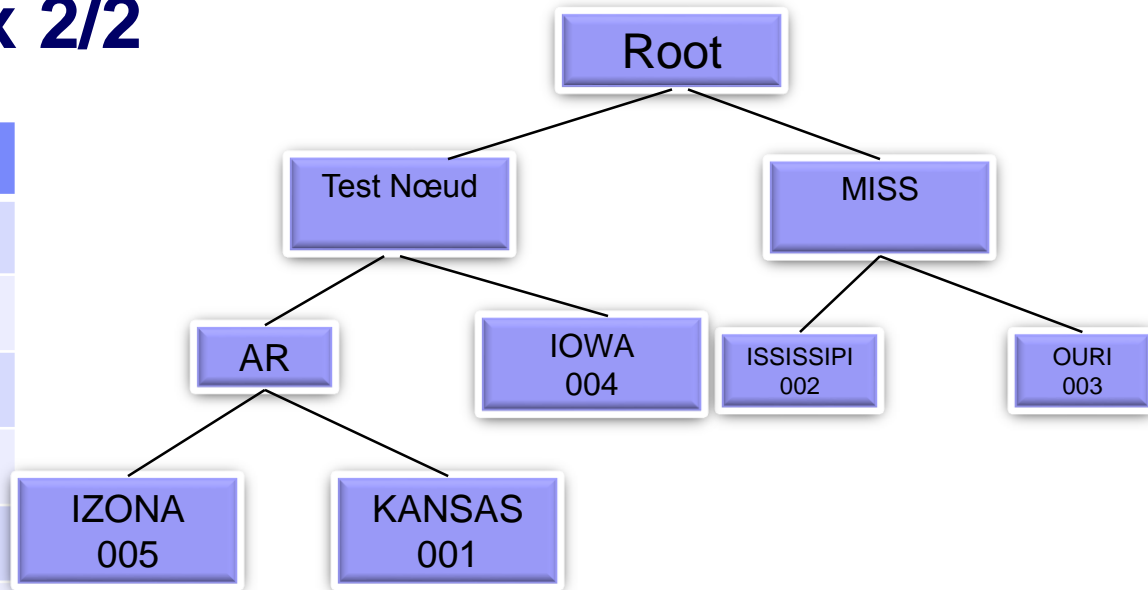 x 2/2
Root
Test Nœud
MISS
AR
IOWA
004
ISSISSIPI
002
OURI
003
IZONA
005
KANSAS
001